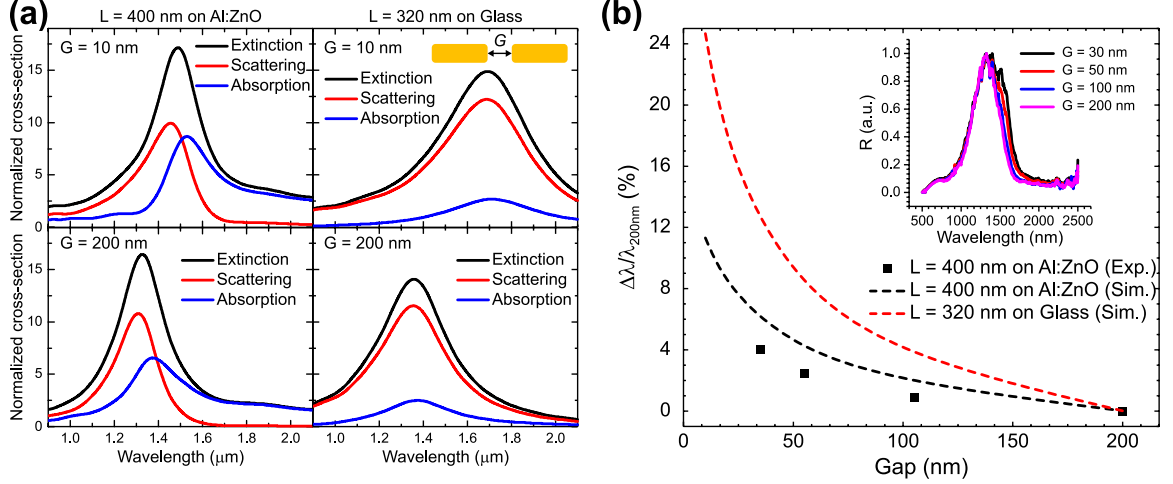 (a)
L = 400 nm on Al:ZnO
L = 320 nm on Glass
G = 10 nm
Extinction
Scattering
Absorption
G = 10 nm
G
Extinction
Scattering
Absorption
Normalized cross-section
15
10
5
0
G = 200 nm
Extinction
Scattering
Absorption
G = 200 nm
Extinction
Scattering
Absorption
Normalized cross-section
15
10
5
0
1.0 1.2 1.4 1.6 1.8 2.0
1.0 1.2 1.4 1.6 1.8 2.0
Wavelength (μm)
Wavelength (μm)
(b)
Δλ/λ200nm (%)
24
20
16
12
8
4
0
R (a.u.)
1.0
0.8
0.6
0.4
0.2
0.0
G = 30 nm
G = 50 nm
G = 100 nm
G = 200 nm
500 1000 1500 2000 2500
Wavelength (nm)
L = 400 nm on Al:ZnO (Exp.)
L = 400 nm on Al:ZnO (Sim.)
L = 320 nm on Glass (Sim.)
0 50 100 150 200
Gap (nm)